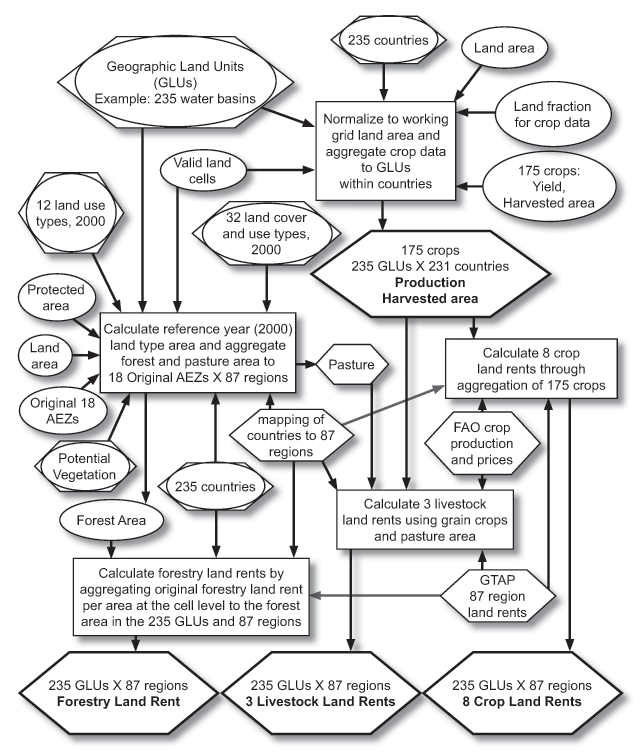 235 countries
Land area
Geographic Land Units
(GLUs)
Example: 235 water basins
Normalize to working
grid land area and
aggregate crop data
to GLUs
within countries
Land fraction
for crop data
Valid land
cells
175 crops:
Yield,
Harvested area
12 land use
types, 2000
32 land cover
and use types,
2000
175 crops
235 GLUs X 231 countries
Production
Harvested area
Protected
area
Calculate reference year (2000)
land type area and aggregate
forest and pasture area to
18 Original AEZs X 87 regions
Land
area
Pasture
Calculate 8 crop
land rents through
aggregation of 175 crops
Original 18
AEZs
mapping of
countries to 87
regions
FAO crop
production
and prices
Potential
Vegetation
235 countries
Forest Area
Calculate 3 livestock
land rents using grain crops
and pasture area
Calculate forestry land rents by
aggregating original forestry land rent
per area at the cell level to the forest
area in the 235 GLUs and 87 regions
GTAP
87 region
land rents
235 GLUs X 87 regions
Forestry Land Rent
235 GLUs X 87 regions
3 Livestock Land Rents
235 GLUs X 87 regions
8 Crop Land Rents